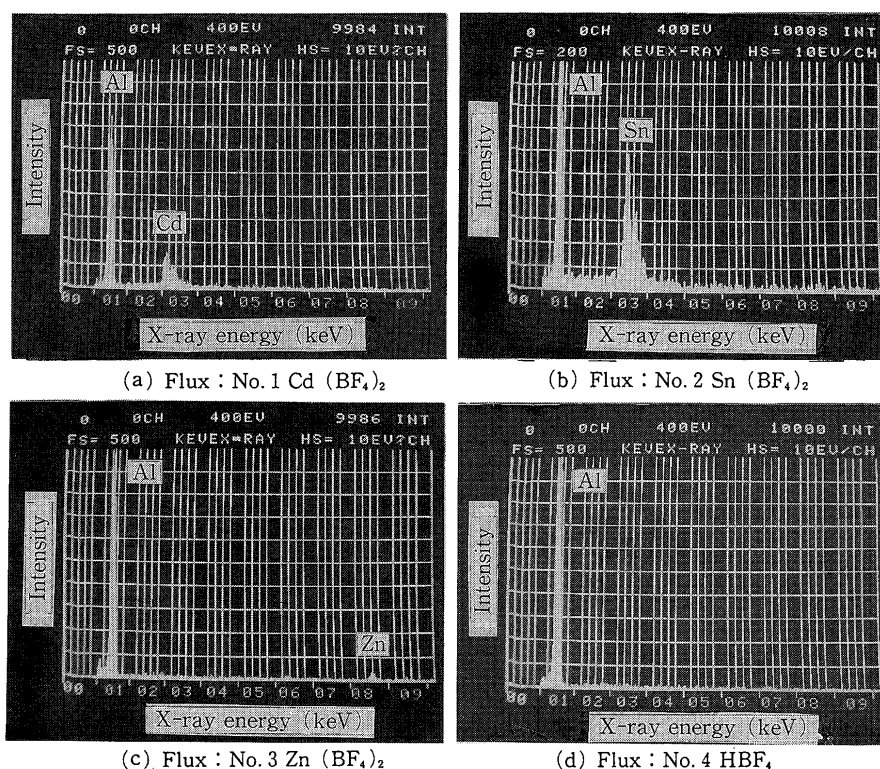 0 0CH 400EV 9984 INT
FS= 500 KEVEX=RAY HS= 10EV?CH
Al
Cd
Intensity
00 01 02 03 04 05 06 07 08 09
X-ray energy (keV)
(a) Flux : No. 1 Cd (BF₄)₂
0 0CH 400EV 10008 INT
FS= 200 KEVEX-RAY HS= 10EV/CH
Al
Sn
Intensity
00 01 02 03 04 05 06 07 08 09
X-ray energy (keV)
(b) Flux : No. 2 Sn (BF₄)₂
0 0CH 400EV 9986 INT
FS= 500 KEVEX=RAY HS= 10EV?CH
Al
Zn
Intensity
00 01 02 03 04 05 06 07 08 09
X-ray energy (keV)
(c) Flux : No. 3 Zn (BF₄)₂
0 0CH 400EV 10000 INT
FS= 500 KEVEX-RAY HS= 10EV/CH
Al
Intensity
00 01 02 03 04 05 06 07 08 09
X-ray energy (keV)
(d) Flux : No. 4 HBF₄